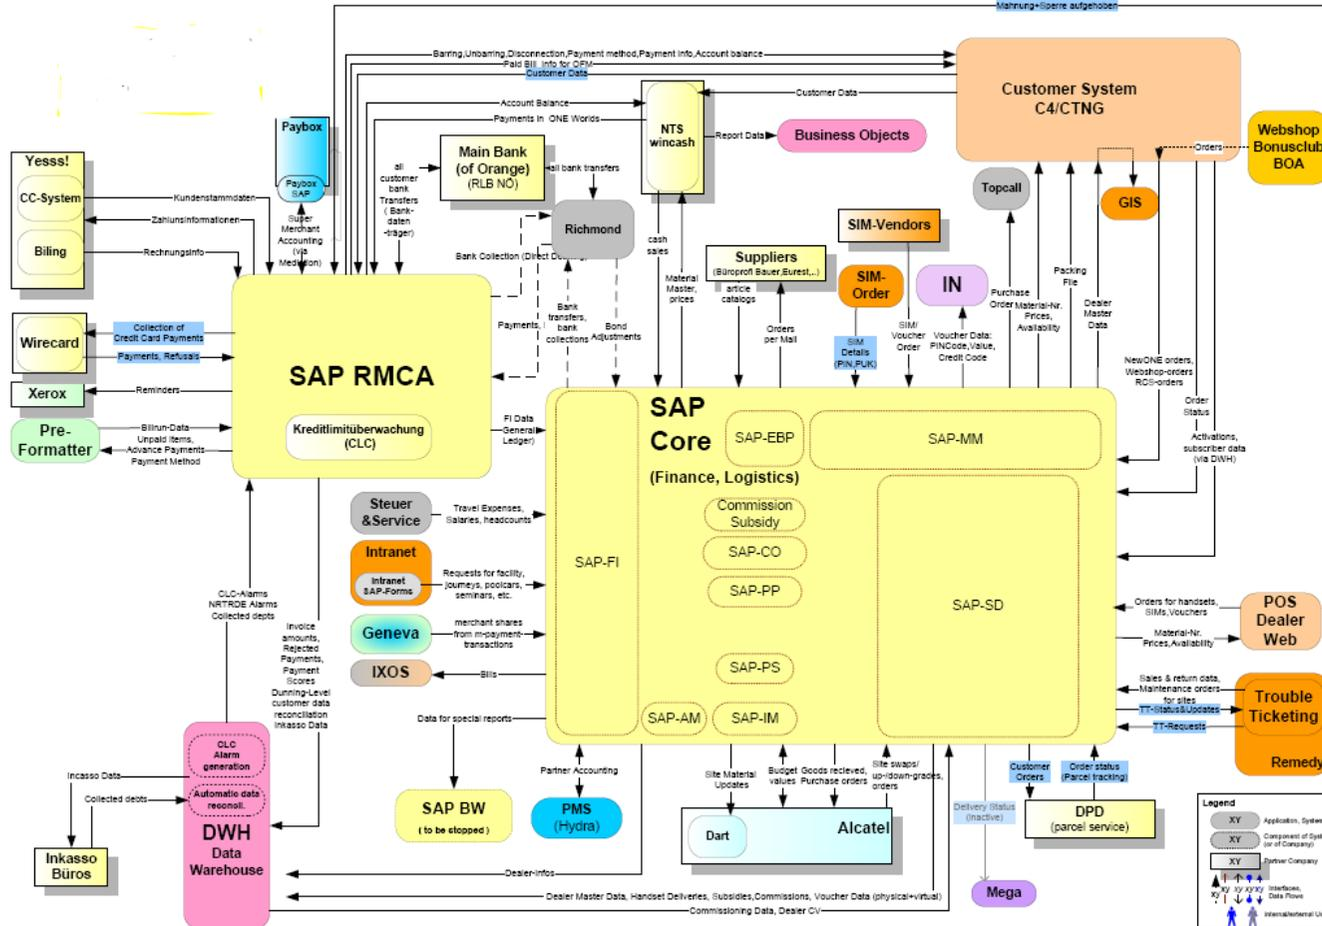 Mahnung+Sperre aufgehoben
Barring,Unbarring,Disconnection,Payment method,Payment Info,Account balance
Paid Bill Info for OFM
Customer Data
Customer System
C4/CTNG
Account Balance
Payments in ONE Worlds
NTS
wincash
Customer Data
Report Data
Business Objects
Webshop
Bonusclub
BOA
Orders
Paybox
Paybox
SAP
Yesss!
CC-System
Biling
Kundenstammdaten
Zahlunsinformationen
Rechnungsinfo
Super
Merchant
Accounting
(via
Mediation)
all
customer
bank
Transfers
( Bank-
daten
-träger)
Main Bank
(of Orange)
(RLB NÖ)
all bank transfers
Richmond
Bank Collection (Direct
cash
sales
Material
Master,
prices
Suppliers
(Büroprofi Bauer,Eurest,..)
article
catalogs
Orders
per Mail
SIM-Vendors
SIM-
Order
SIM
Details
(PIN,PUK)
SIM/
Voucher
Order
IN
Voucher Data:
PINCode,Value,
Credit Code
Topcall
Purchase
Order
Material-Nr.
Prices,
Availability
Packing
File
Dealer
Master
Data
GIS
NewONE orders,
Webshop-orders
RCS-orders
Order
Status
Activations,
subscriber data
(via DWH)
Wirecard
Collection of
Credit Card Payments
Payments, Refusals
Xerox
Reminders
Pre-
Formatter
Billrun-Data
Unpaid Items,
Advance Payments
Payment Method
SAP RMCA
Kreditlimitüberwachung
(CLC)
Payments,
Bank
transfers,
bank
collections
Bond
Adjustments
FI Data
General
Ledger)
SAP
Core
(Finance, Logistics)
SAP-EBP
SAP-MM
Commission
Subsidy
SAP-CO
SAP-PP
SAP-FI
SAP-SD
SAP-PS
SAP-AM
SAP-IM
Steuer
&Service
Travel Expenses,
Salaries, headcounts
Intranet
Intranet
SAP-Forms
Requests for facility,
journeys, poolcars,
seminars, etc.
Geneva
merchant shares
from m-payment-
transactions
IXOS
Bills
Data for special reports
CLC-Alarms
NRTRDE Alarms
Collected depts
Invoice
amounts,
Rejected
Payments,
Payment
Scores
Dunning-Level
customer data
reconciliation
Inkasso Data
POS
Dealer
Web
Orders for handsets,
SIMs,Vouchers
Material-Nr.
Prices,Availability
Sales & return data,
Maintenance orders
for sites
TT-Status&Updates
TT-Requests
Trouble
Ticketing
Remedy
CLC
Alarm
generation
Automatic data
reconcil.
DWH
Data
Warehouse
Incasso Data
Collected debts
Inkasso
Büros
SAP BW
( to be stopped )
Partner Accounting
PMS
(Hydra)
Site Material
Updates
Budget
values
Goods recieved,
Purchase orders
Site swaps/
up-/down-grades,
orders
Dart
Alcatel
Delivery Status
(Inactive)
Mega
Customer
Orders
Order status
(Parcel tracking)
DPD
(parcel service)
Dealer-Infos
Dealer Master Data, Handset Deliveries, Subsidies,Commissions, Voucher Data (physical+virtual)
Commissioning Data, Dealer CV
Legend
XY
Application, System
XY
Component of
(or of Company)
XY
Partner Company
xy
xy
xy
xy
xy
Interfaces,
Data Flows
Internal/external